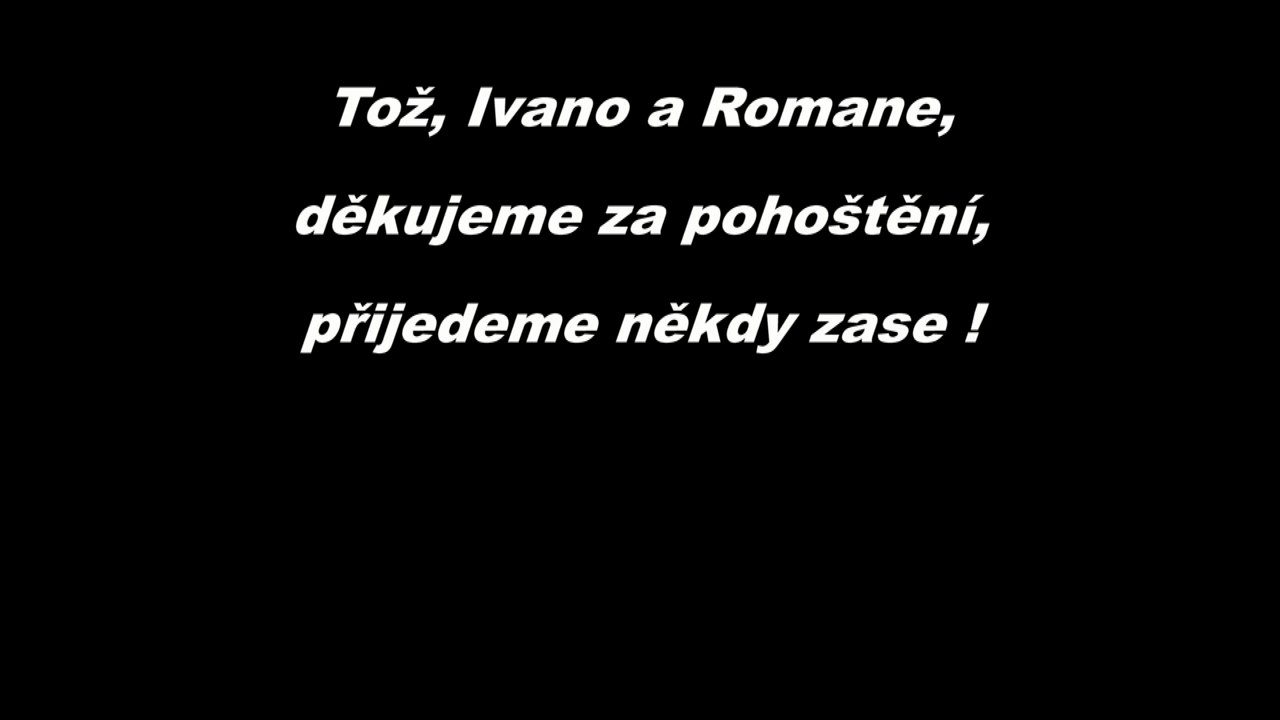 Tož, Ivano a Romane,
děkujeme za pohoštění,
přijedeme někdy zase !